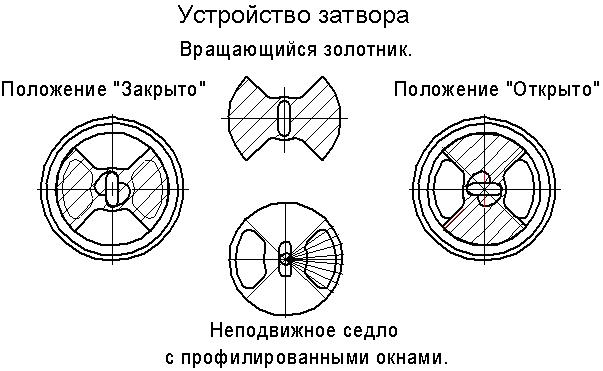 Устройство затвора
Вращающийся золотник.
Положение "Закрыто"
Положение "Открыто"
Неподвижное седло
с профилированными окнами.